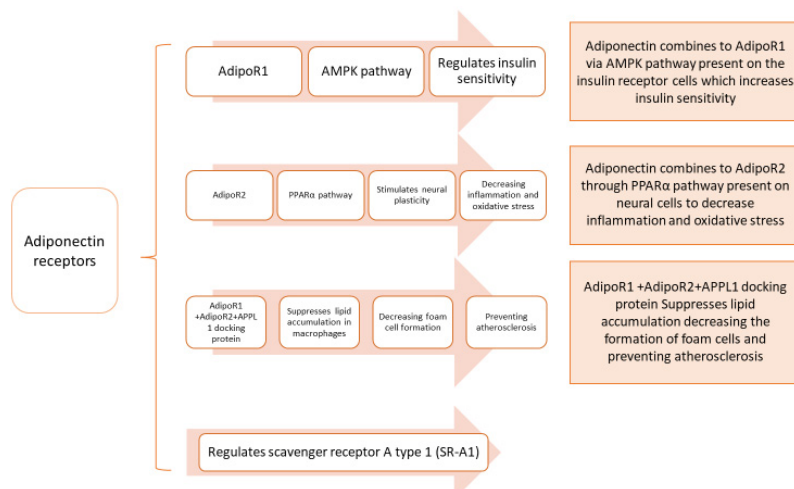 Adiponectin
receptors
AdipoR1
AMPK pathway
Regulates insulin
sensitivity
Adiponectin combines to AdipoR1
via AMPK pathway present on the
insulin receptor cells which increases
insulin sensitivity
AdipoR2
PPARα pathway
Stimulates neural
plasticity
Decreasing
inflammation and
oxidative stress
Adiponectin combines to AdipoR2
through PPARα pathway present on
neural cells to decrease
inflammation and oxidative stress
AdipoR1
+AdipoR2+APPL
1 docking
protein
Suppresses lipid
accumulation in
macrophages
Decreasing foam
cell formation
Preventing
atherosclerosis
AdipoR1 +AdipoR2+APPL1 docking
protein Suppresses lipid
accumulation decreasing the
formation of foam cells and
preventing atherosclerosis
Regulates scavenger receptor A type 1 (SR-A1)